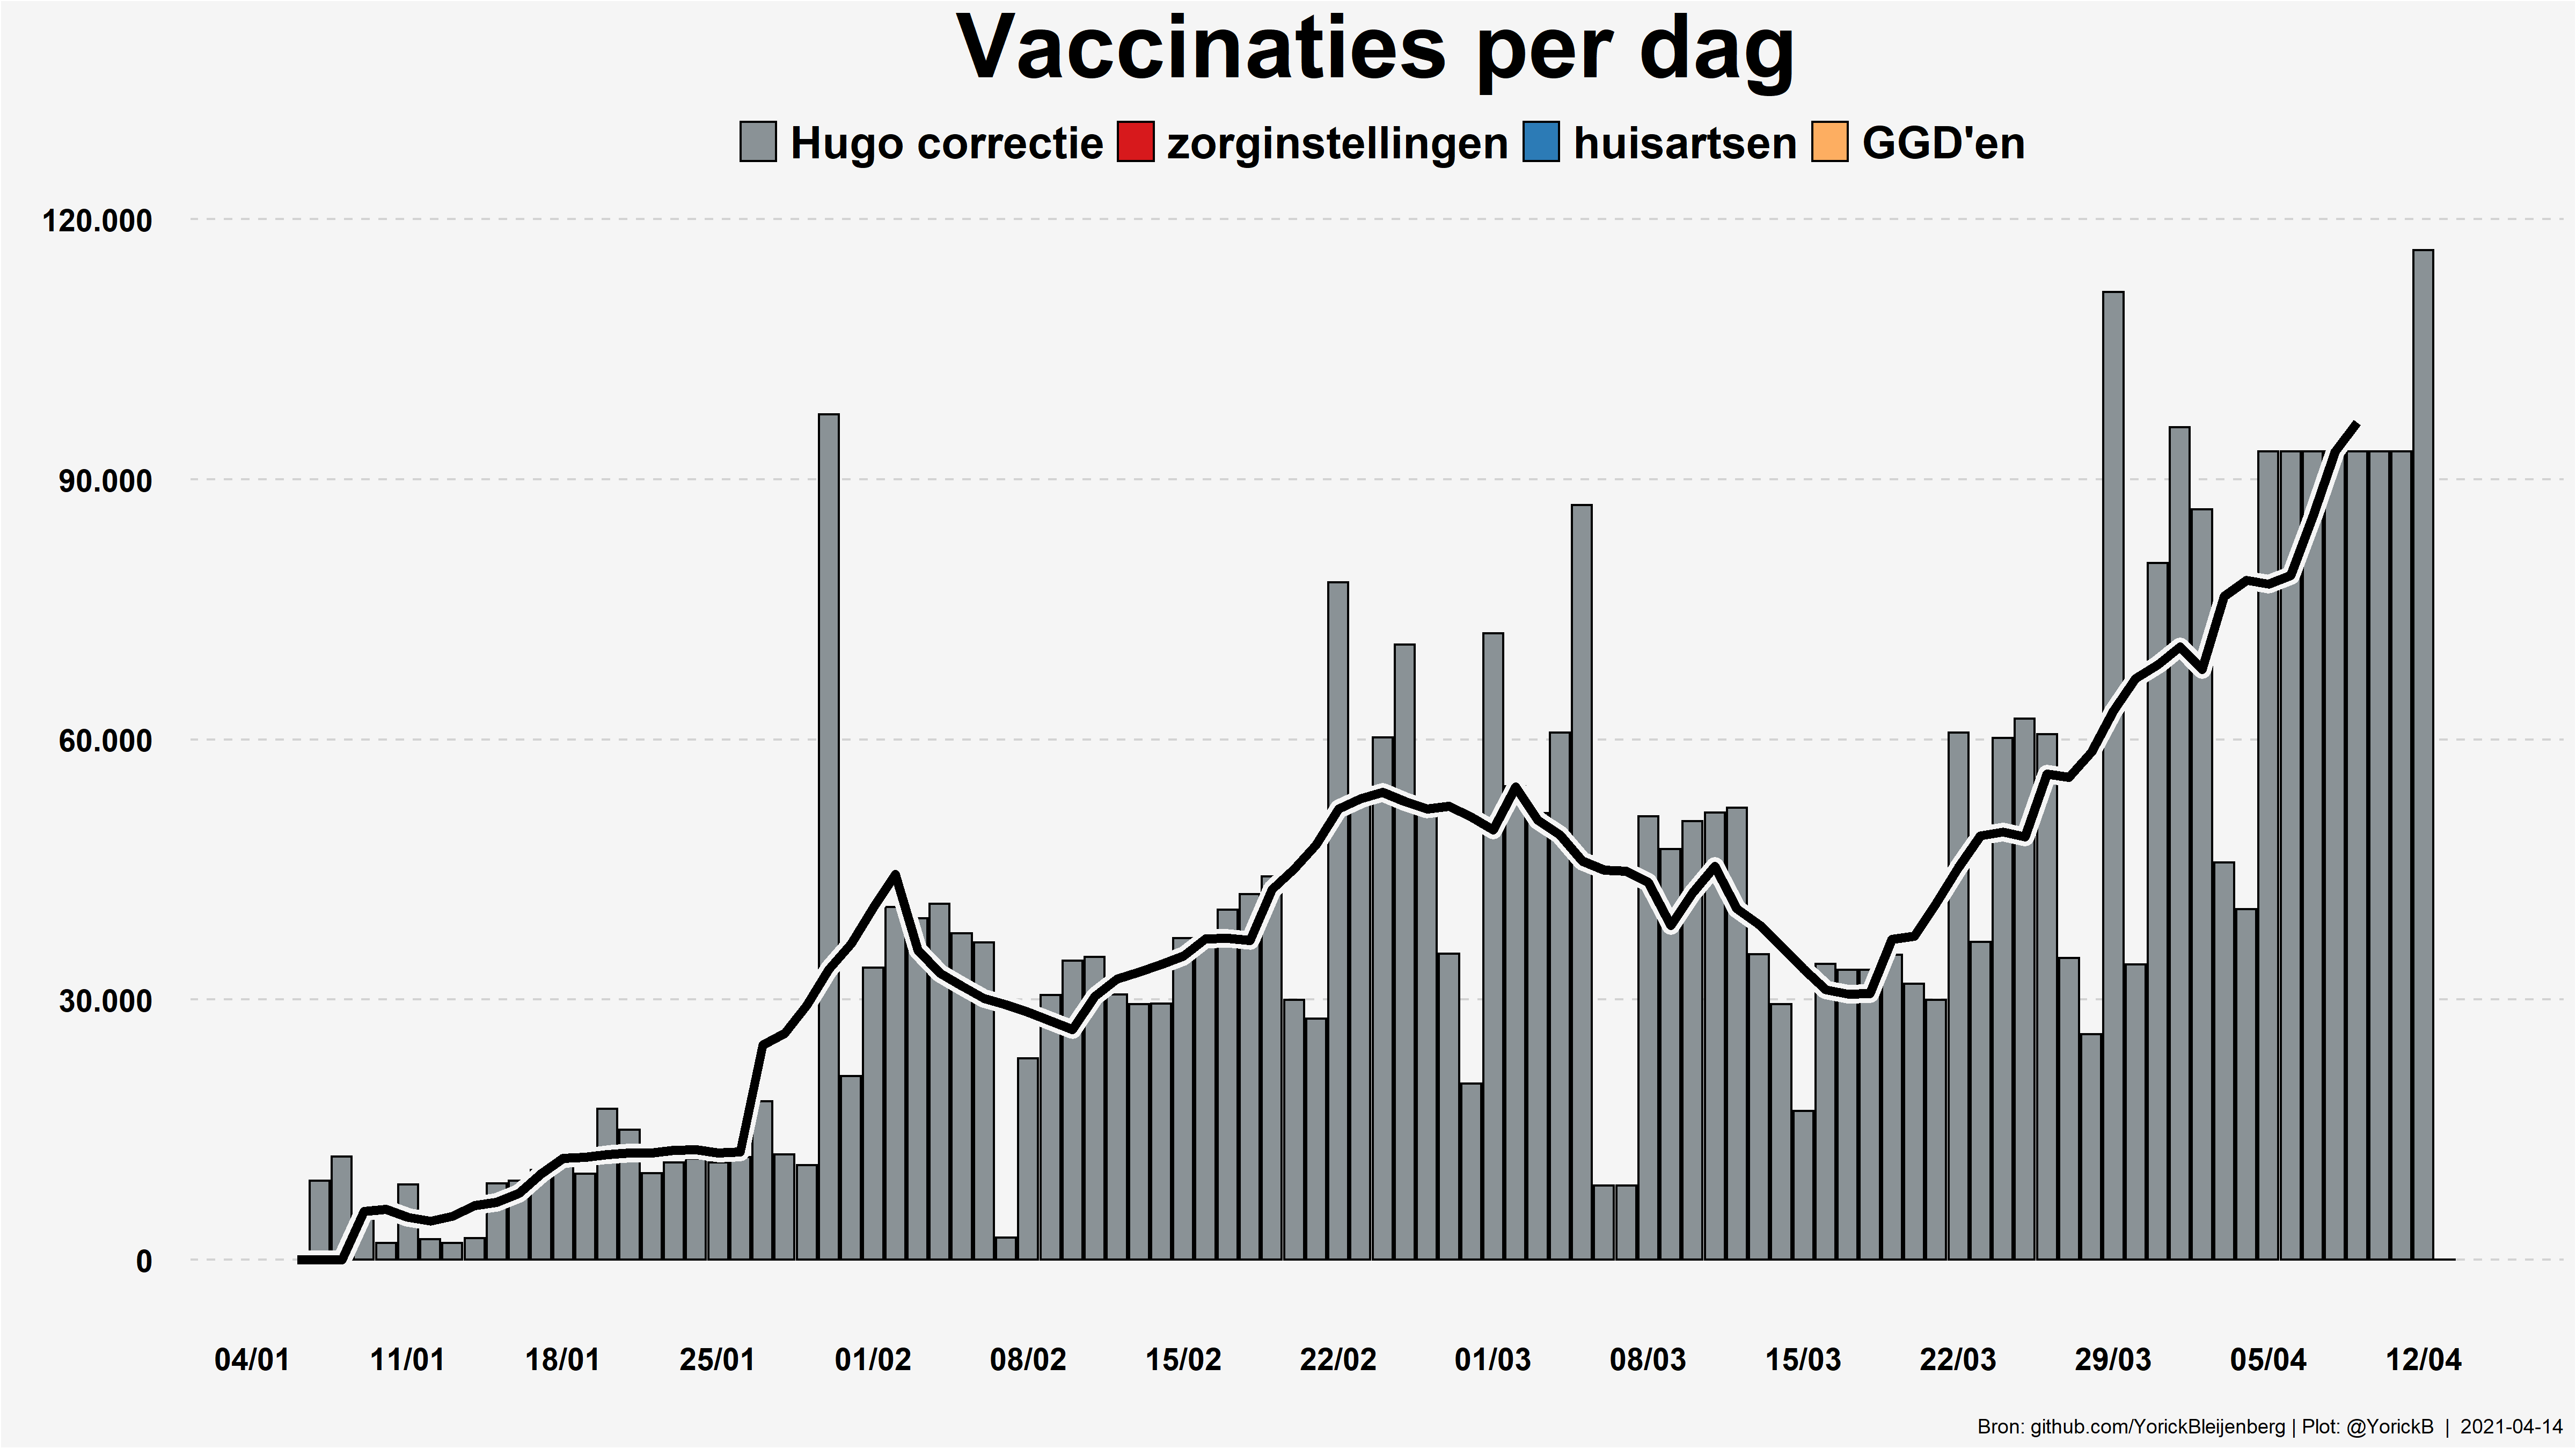 Vaccinaties per dag
Hugo correctie zorginstellingen huisartsen GGD'en
120.000
90.000
60.000
30.000
0
04/01 11/01 18/01 25/01 01/02 08/02 15/02 22/02 01/03 08/03 15/03 22/03 29/03 05/04 12/04
Bron: github.com/YorickBleijenberg | Plot: @YorickB | 2021-04-14